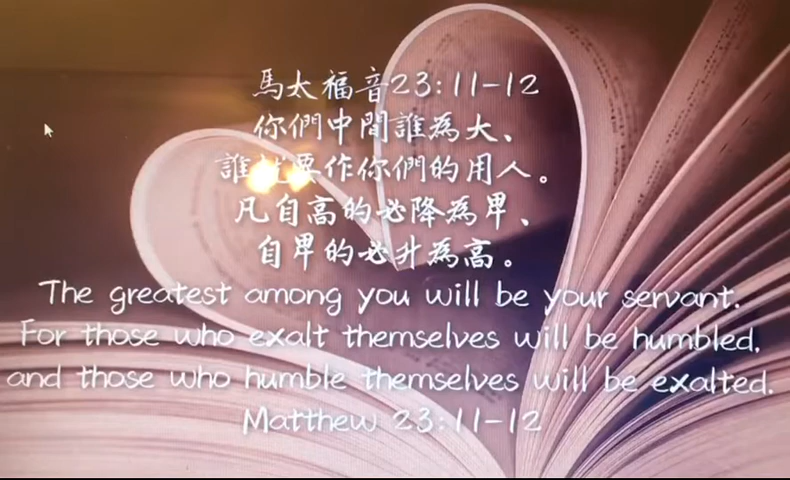 馬太福音23:11-12
你們中間誰為大、
誰就要作你們的用人。
凡自高的必降為卑、
自卑的必升為高。
The greatest among you will be your servant.
For those who exalt themselves will be humbled,
and those who humble themselves will be exalted.
Matthew 23:11-12